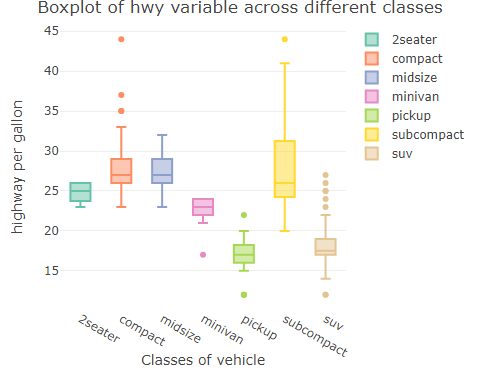 Boxplot of hwy variable across different classes
45
40
35
30
25
20
15
highway per gallon
2seater
compact
midsize
minivan
pickup
subcompact
suv
Classes of vehicle
2seater
compact
midsize
minivan
pickup
subcompact
suv